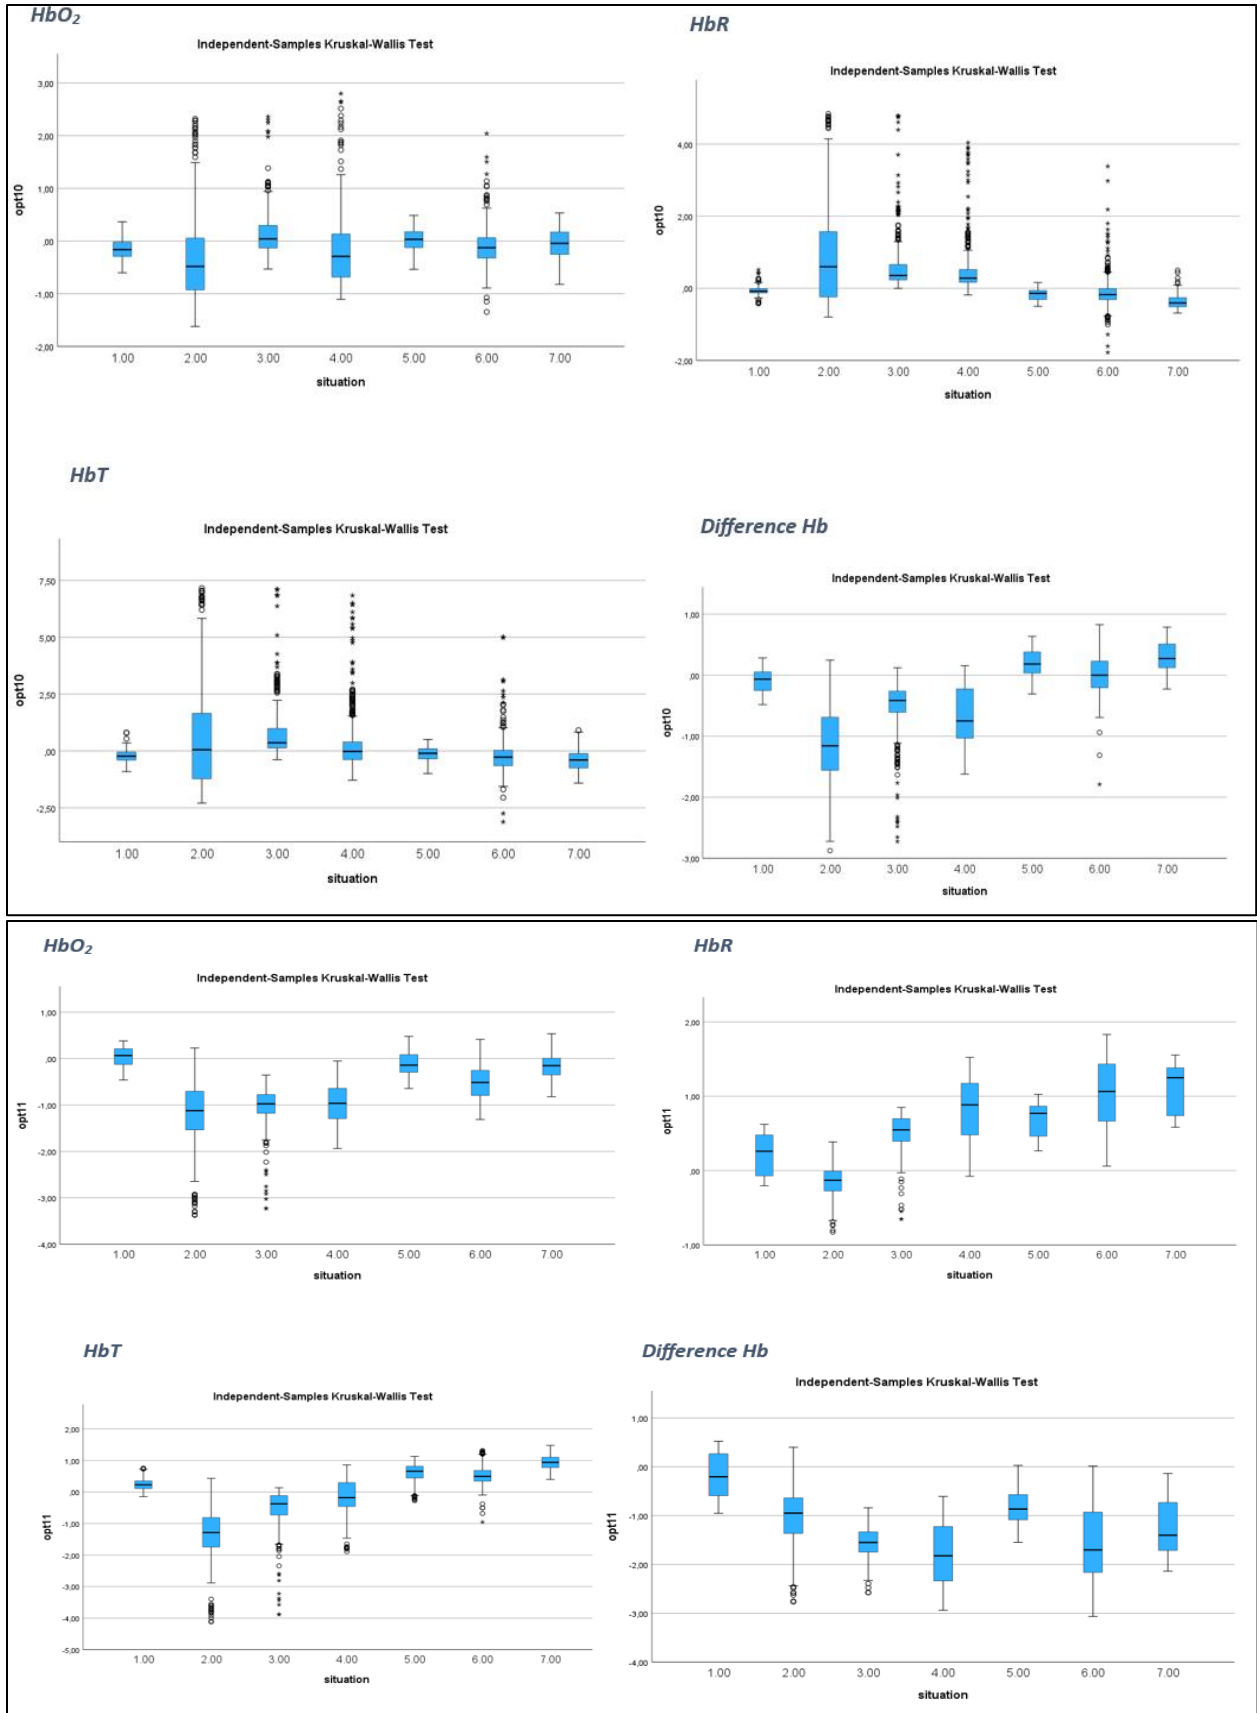 HbO₂
Independent-Samples Kruskal-Wallis Test
3,00
2,00
1,00
,00
-1,00
-2,00
opt10
1.00 2.00 3.00 4.00 5.00 6.00 7.00
situation
HbR
Independent-Samples Kruskal-Wallis Test
4,00
2,00
,00
-2,00
opt10
1.00 2.00 3.00 4.00 5.00 6.00 7.00
situation
HbT
Independent-Samples Kruskal-Wallis Test
7,50
5,00
2,50
,00
-2,50
opt10
1.00 2.00 3.00 4.00 5.00 6.00 7.00
situation
Difference Hb
Independent-Samples Kruskal-Wallis Test
1,00
,00
-1,00
-2,00
-3,00
opt10
1.00 2.00 3.00 4.00 5.00 6.00 7.00
situation
HbO₂
Independent-Samples Kruskal-Wallis Test
1,00
,00
-1,00
-2,00
-3,00
-4,00
opt11
1.00 2.00 3.00 4.00 5.00 6.00 7.00
situation
HbR
Independent-Samples Kruskal-Wallis Test
2,00
1,00
,00
-1,00
opt11
1.00 2.00 3.00 4.00 5.00 6.00 7.00
situation
HbT
Independent-Samples Kruskal-Wallis Test
2,00
1,00
,00
-1,00
-2,00
-3,00
-4,00
-5,00
opt11
1.00 2.00 3.00 4.00 5.00 6.00 7.00
situation
Difference Hb
Independent-Samples Kruskal-Wallis Test
1,00
,00
-1,00
-2,00
-3,00
-4,00
opt11
1.00 2.00 3.00 4.00 5.00 6.00 7.00
situation